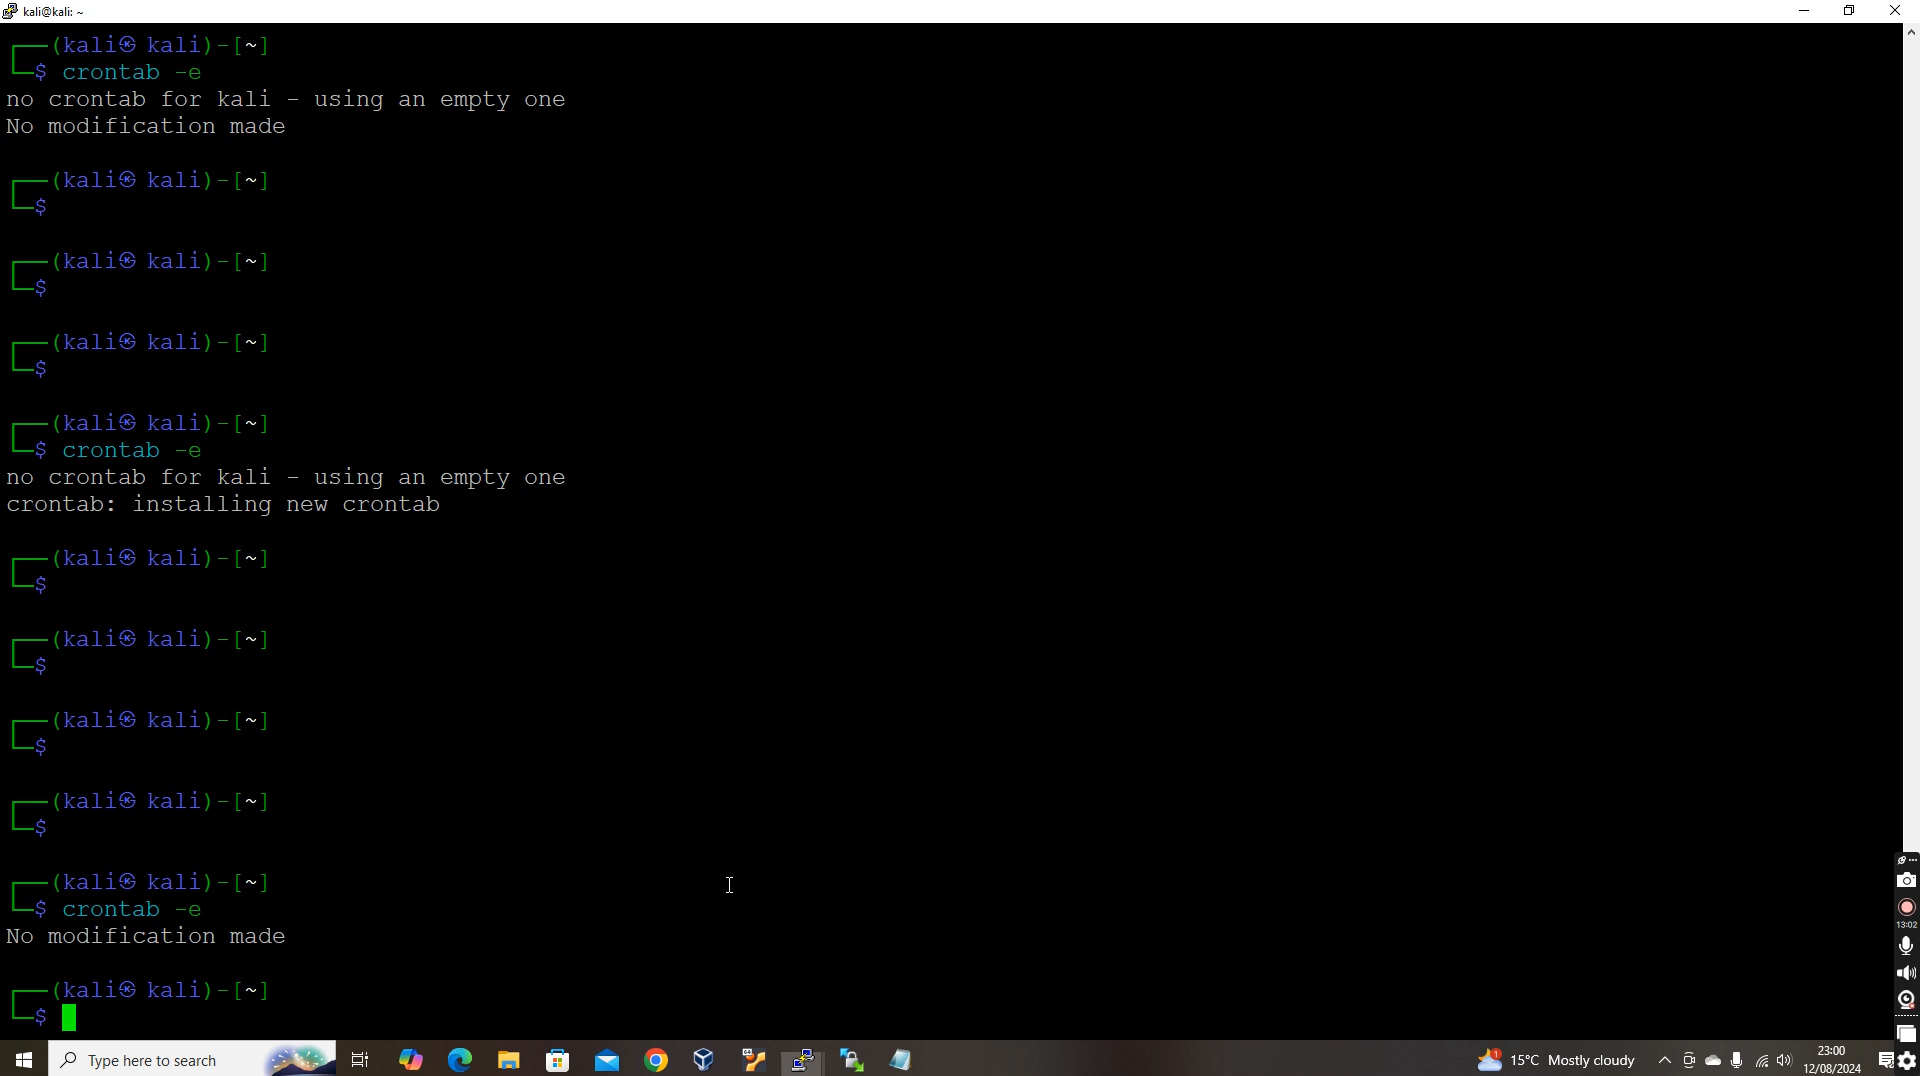 kali@kali: ~
(kali㉿ kali)-[~]
$ crontab -e
no crontab for kali - using an empty one
No modification made
(kali㉿ kali)-[~]
$
(kali㉿ kali)-[~]
$
(kali㉿ kali)-[~]
$
(kali㉿ kali)-[~]
$ crontab -e
no crontab for kali - using an empty one
crontab: installing new crontab
(kali㉿ kali)-[~]
$
(kali㉿ kali)-[~]
$
(kali㉿ kali)-[~]
$
(kali㉿ kali)-[~]
$
(kali㉿ kali)-[~]
$ crontab -e
No modification made
(kali㉿ kali)-[~]
$
13:02
Type here to search
1
15°C Mostly cloudy
23:00
12/08/2024